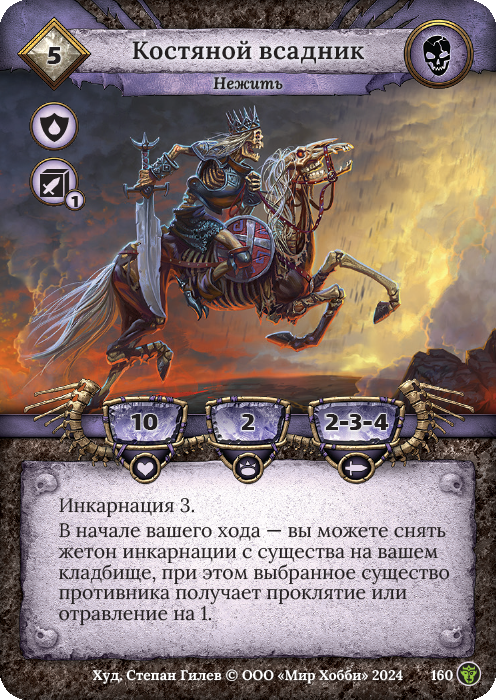 5
Костяной всадник
Нежить
1
10
2
2-3-4
Инкарнация 3.
В начале вашего хода — вы можете снять
жетон инкарнации с существа на вашем
кладбище, при этом выбранное существо
противника получает проклятие или
отравление на 1.
Худ. Степан Гилев © ООО «Мир Хобби» 2024
160